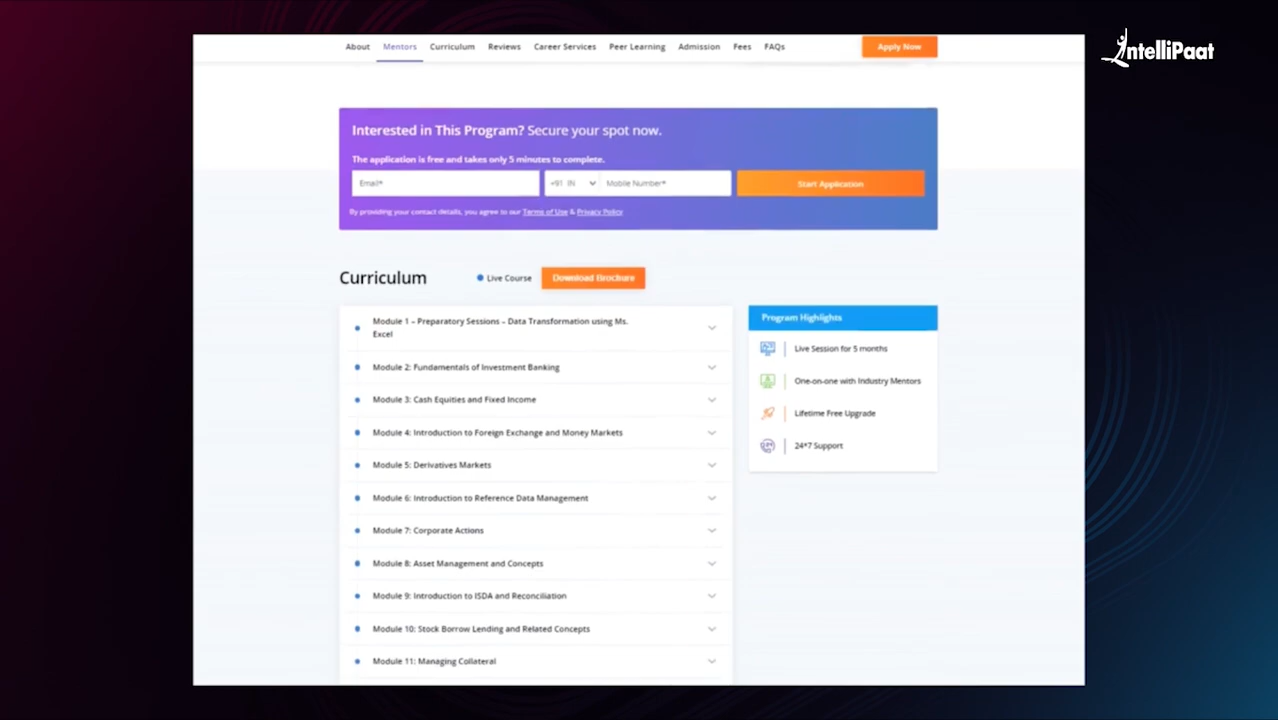 About Mentors Curriculum Reviews Career Services Peer Learning Admission Fees FAQs Apply Now
IntelliPaat
Interested in This Program? Secure your spot now.
The application is free and takes only 5 minutes to complete.
Email* +91 IN Mobile Number* Start Application
By providing your contact details, you agree to our Terms of Use & Privacy Policy
Curriculum Live Course Download Brochure
Module 1 – Preparatory Sessions – Data Transformation using Ms.
Excel
Module 2: Fundamentals of Investment Banking
Module 3: Cash Equities and Fixed Income
Module 4: Introduction to Foreign Exchange and Money Markets
Module 5: Derivatives Markets
Module 6: Introduction to Reference Data Management
Module 7: Corporate Actions
Module 8: Asset Management and Concepts
Module 9: Introduction to ISDA and Reconciliation
Module 10: Stock Borrow Lending and Related Concepts
Module 11: Managing Collateral
Program Highlights
Live Session for 5 months
One-on-one with Industry Mentors
Lifetime Free Upgrade
24*7 Support